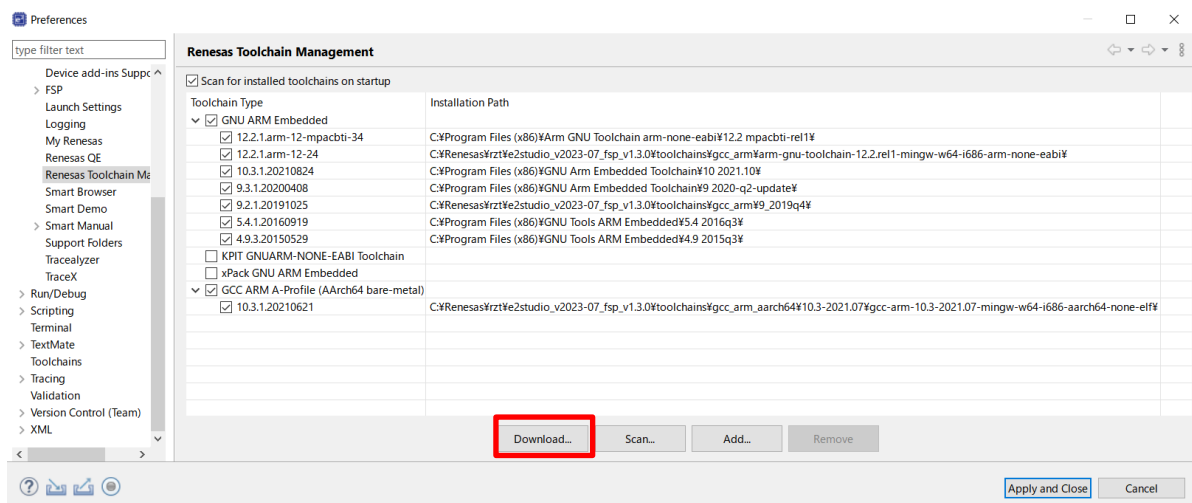 Preferences
type filter text
Device add-ins Suppc
FSP
Launch Settings
Logging
My Renesas
Renesas QE
Renesas Toolchain Ma
Smart Browser
Smart Demo
Smart Manual
Support Folders
Tracealyzer
TraceX
Run/Debug
Scripting
Terminal
TextMate
Toolchains
Tracing
Validation
Version Control (Team)
XML
Renesas Toolchain Management
Scan for installed toolchains on startup
Toolchain Type Installation Path
GNU ARM Embedded
12.2.1.arm-12-mpacbti-34 C:¥Program Files (x86)¥Arm GNU Toolchain arm-none-eabi¥12.2 mpacbti-rel1¥
12.2.1.arm-12-24 C:¥Renesas¥rzt¥e2studio_v2023-07_fsp_v1.3.0¥toolchains¥gcc_arm¥arm-gnu-toolchain-12.2.rel1-mingw-w64-i686-arm-none-eabi¥
10.3.1.20210824 C:¥Program Files (x86)¥GNU Arm Embedded Toolchain¥10 2021.10¥
9.3.1.20200408 C:¥Program Files (x86)¥GNU Arm Embedded Toolchain¥9 2020-q2-update¥
9.2.1.20191025 C:¥Renesas¥rzt¥e2studio_v2023-07_fsp_v1.3.0¥toolchains¥gcc_arm¥9_2019q4¥
5.4.1.20160919 C:¥Program Files (x86)¥GNU Tools ARM Embedded¥5.4 2016q3¥
4.9.3.20150529 C:¥Program Files (x86)¥GNU Tools ARM Embedded¥4.9 2015q3¥
KPIT GNUARM-NONE-EABI Toolchain
xPack GNU ARM Embedded
GCC ARM A-Profile (AArch64 bare-metal)
10.3.1.20210621 C:¥Renesas¥rzt¥e2studio_v2023-07_fsp_v1.3.0¥toolchains¥gcc_arm_aarch64¥10.3-2021.07¥gcc-arm-10.3-2021.07-mingw-w64-i686-aarch64-none-elf¥
Download... Scan... Add... Remove
Apply and Close Cancel